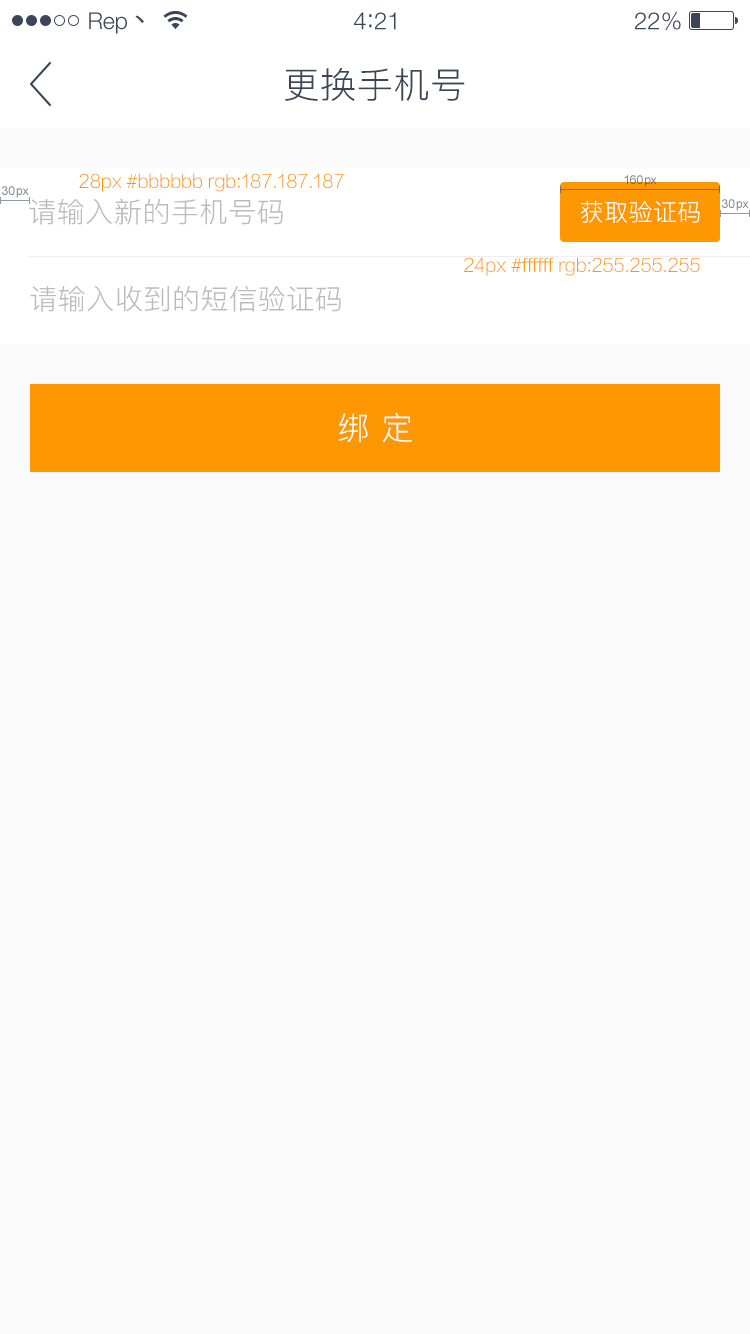 Rep 4:21 22%
更换手机号
28px #bbbbbb rgb:187.187.187
160px
30px
请输入新的手机号码
获取验证码
30px
24px #ffffff rgb:255.255.255
请输入收到的短信验证码
绑 定